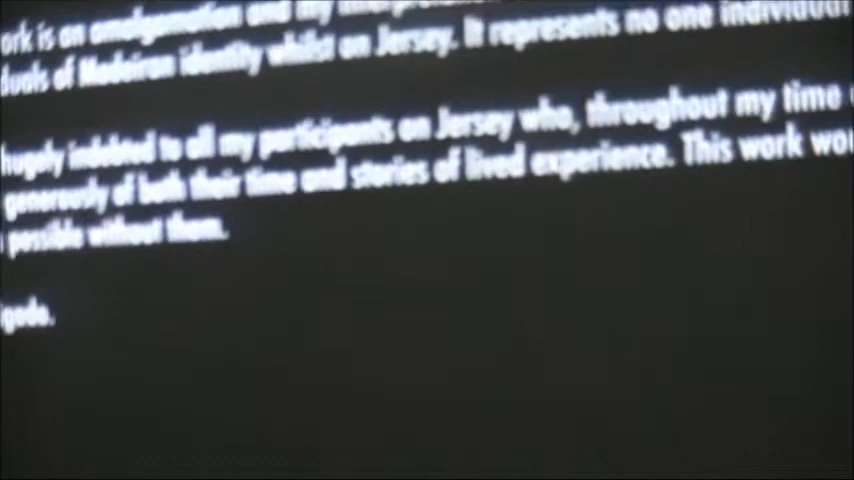 ork is an amalgamation and my
duals of Madeiran identity whilst on Jersey. It represents no one individual
hugely indebted to all my participants on Jersey who, throughout my time
generously of both their time and stories of lived experience. This work wou
possible without them.
igado.